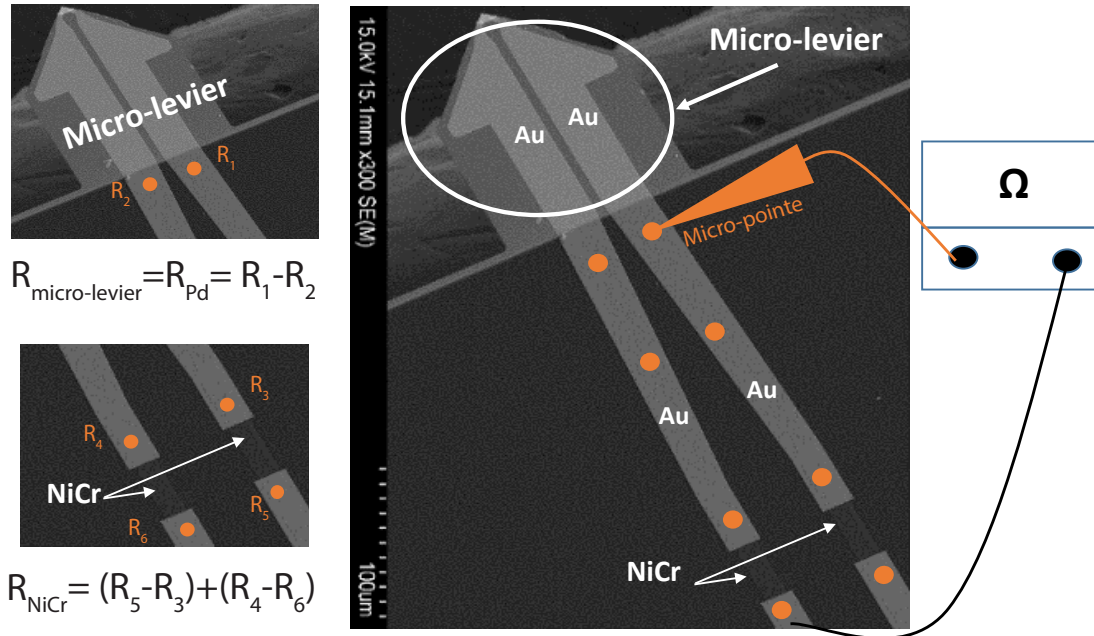 Micro-levier
R1
R2
Rmicro-levier=RPd= R1-R2
R3
R4
NiCr
R5
R6
RNiCr= (R5-R3)+(R4-R6)
15.0kV 15.1mm x300 SE(M)
100µm
Micro-levier
Au
Au
Micro-pointe
Au
Au
NiCr
Ω